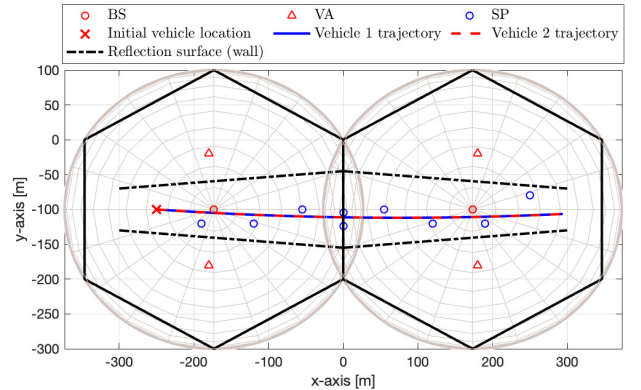 BS VA SP
Initial vehicle location Vehicle 1 trajectory Vehicle 2 trajectory
Reflection surface (wall)
100
50
0
-50
-100
-150
-200
-250
-300
y-axis [m]
-300 -200 -100 0 100 200 300
x-axis [m]